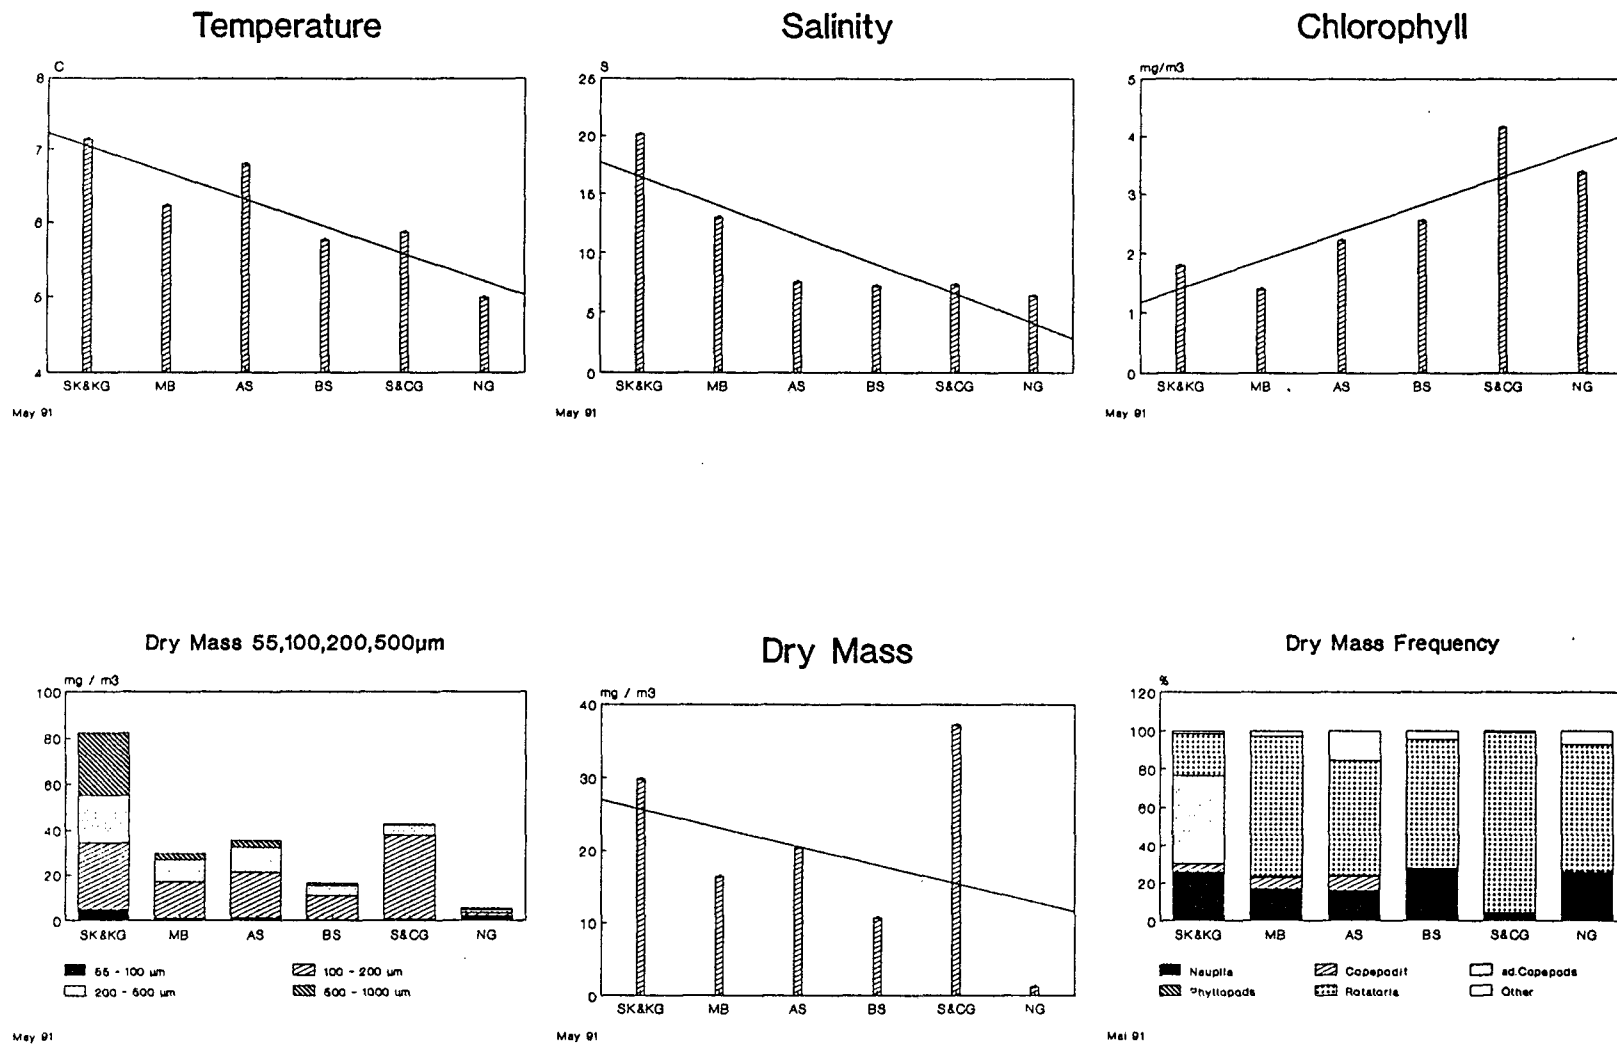 Temperature
C
8
7
6
5
4
SK&KG MB AS BS S&CG NG
May 91
Salinity
S
25
20
15
10
5
0
SK&KG MB AS BS S&CG NG
May 91
Chlorophyll
mg/m3
5
4
3
2
1
0
SK&KG MB AS BS S&CG NG
May 91
Dry Mass 55,100,200,500µm
mg / m3
100
80
60
40
20
0
SK&KG MB AS BS S&CG NG
55 - 100 um 100 - 200 um
200 - 500 um 500 - 1000 um
May 91
Dry Mass
mg / m3
40
30
20
10
0
SK&KG MB AS BS S&CG NG
May 91
Dry Mass Frequency
%
120
100
80
60
40
20
0
SK&KG MB AS BS S&CG NG
Nauplia Copepodit ad.Copepods
Phyllopods Rotatoria Other
Mai 91